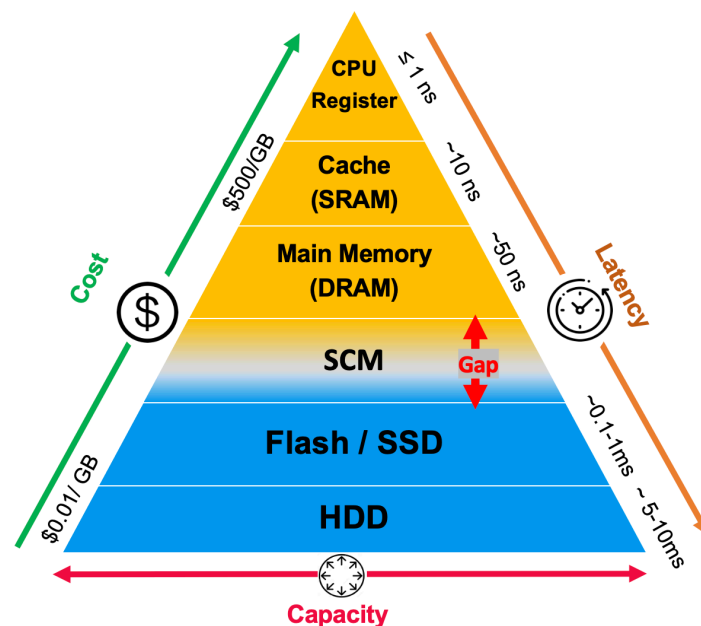 CPU
Register
≤ 1 ns
$500/GB
Cache
(SRAM)
~10 ns
Main Memory
(DRAM)
~50 ns
Cost
$
Latency
SCM
Gap
Flash / SSD
~0.1-1ms
$0.01/ GB
HDD
~ 5-10ms
Capacity